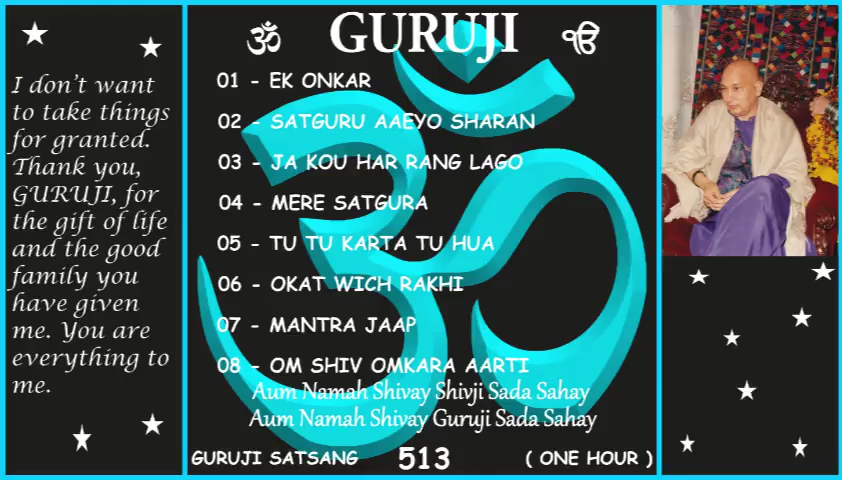 I don't want
to take things
for granted.
Thank you,
GURUJI, for
the gift of life
and the good
family you
have given
me. You are
everything to
me.
ॐ GURUJI ੴ
01 - EK ONKAR
02 - SATGURU AAEYO SHARAN
03 - JA KOU HAR RANG LAGO
04 - MERE SATGURA
05 - TU TU KARTA TU HUA
06 - OKAT WICH RAKHI
07 - MANTRA JAAP
08 - OM SHIV OMKARA AARTI
Aum Namah Shivay Shivji Sada Sahay
Aum Namah Shivay Guruji Sada Sahay
GURUJI SATSANG 513 ( ONE HOUR )